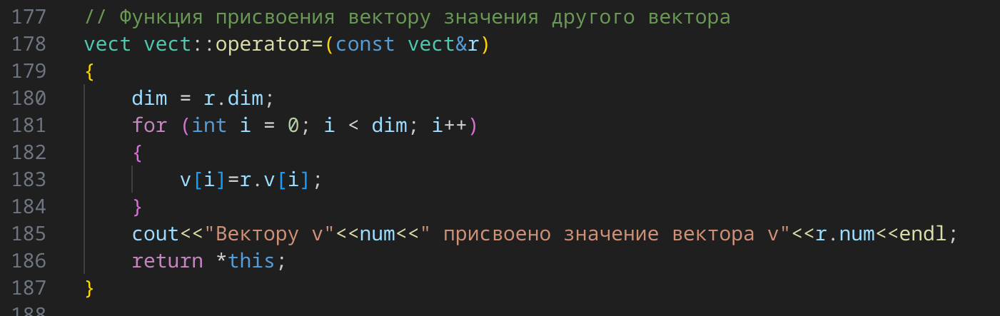 177 // Функция присвоения вектору значения другого вектора
178 vect vect::operator=(const vect&r)
179 {
180     dim = r.dim;
181     for (int i = 0; i < dim; i++)
182     {
183         v[i]=r.v[i];
184     }
185     cout<<"Вектору v"<<num<<" присвоено значение вектора v"<<r.num<<endl;
186     return *this;
187 }
188